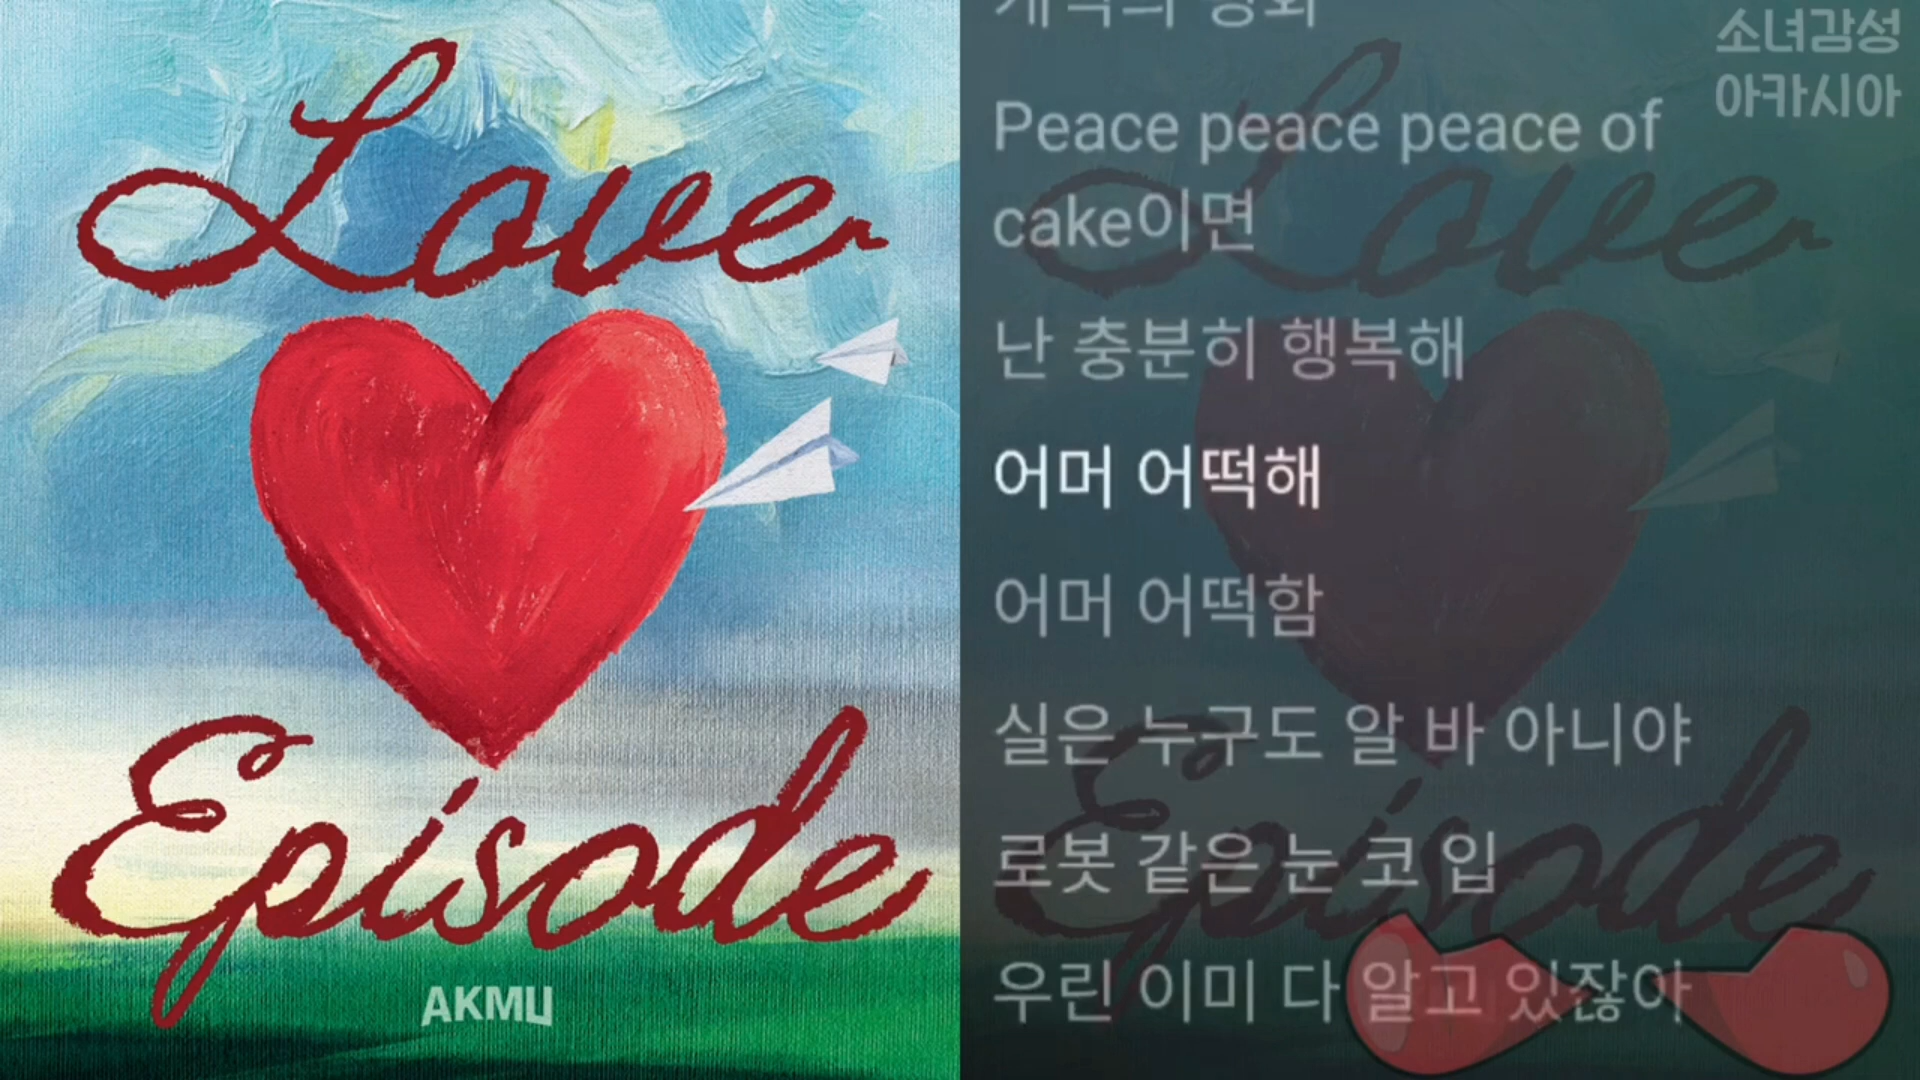 Love
Episode
AKMU
소녀감성
아카시아
Peace peace peace of
cake이면
난 충분히 행복해
어머 어떡해
어머 어떡함
실은 누구도 알 바 아니야
로봇 같은 눈 코 입
우린 이미 다 알고 있잖아